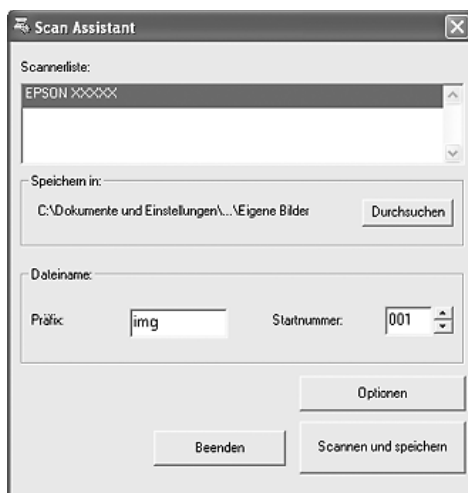 Scan Assistant
Scannerliste:
EPSON XXXXX
Speichern in:
C:\Dokumente und Einstellungen\...\Eigene Bilder
Durchsuchen
Dateiname:
Präfix:
img
Startnummer:
001
Optionen
Beenden
Scannen und speichern